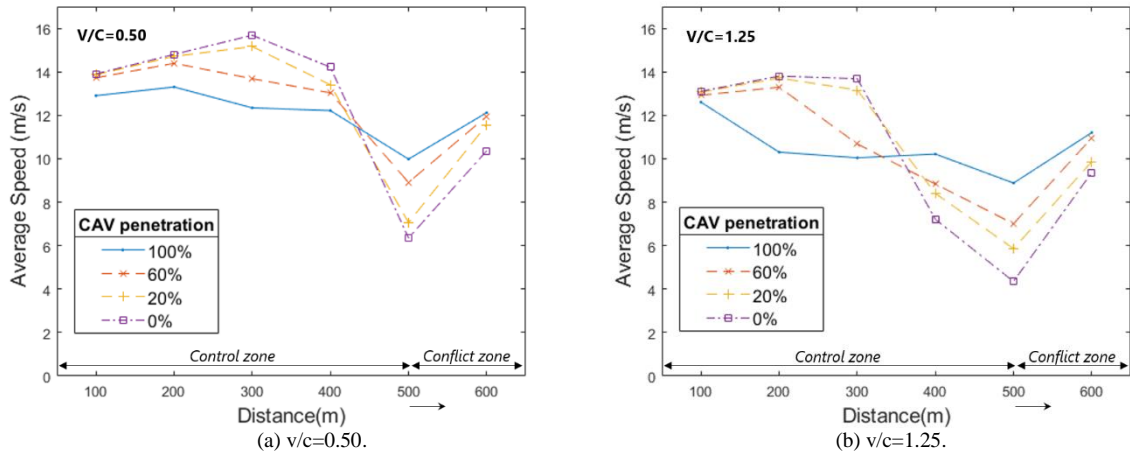 V/C=0.50
16
14
12
10
8
6
4
2
0
Average Speed (m/s)
CAV penetration
100%
60%
20%
0%
Control zone
Conflict zone
100 200 300 400 500 600
Distance(m)
(a) v/c=0.50.
V/C=1.25
16
14
12
10
8
6
4
2
0
Average Speed (m/s)
CAV penetration
100%
60%
20%
0%
Control zone
Conflict zone
100 200 300 400 500 600
Distance(m)
(b) v/c=1.25.